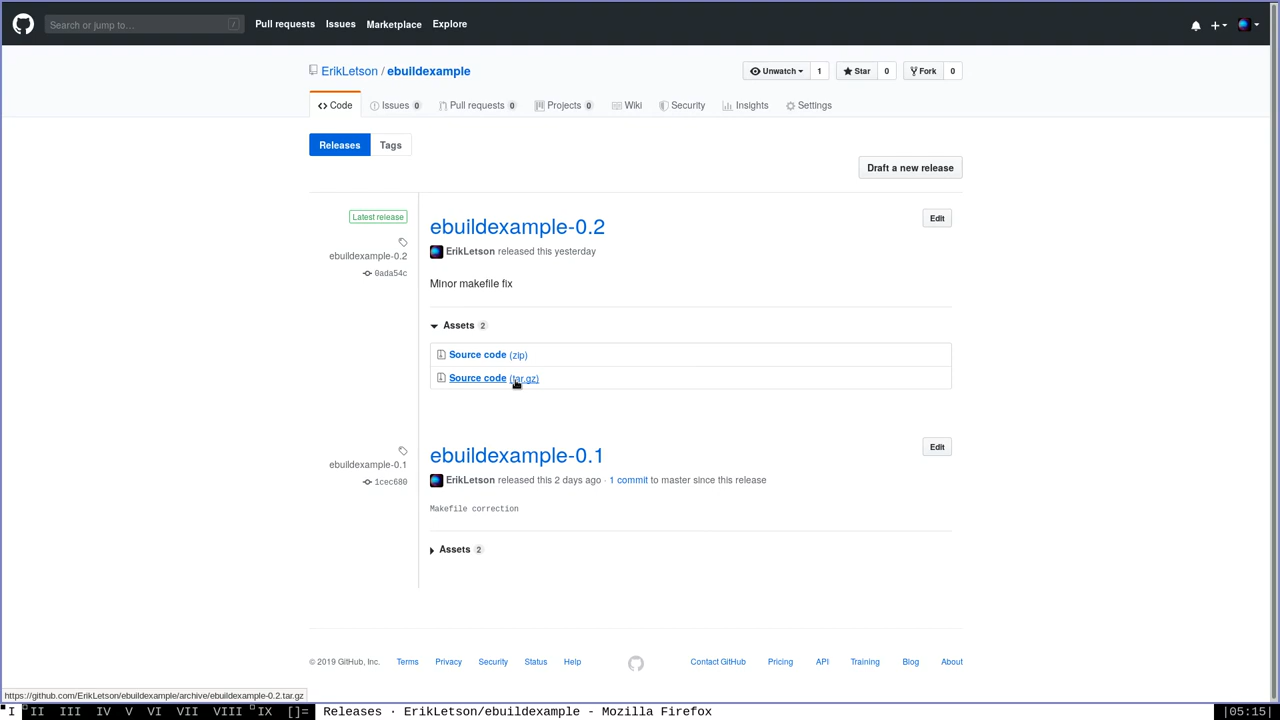 Search or jump to…
/
Pull requests
Issues
Marketplace
Explore
ErikLetson / ebuildexample
Unwatch 1
Star 0
Fork 0
Code
Issues 0
Pull requests 0
Projects 0
Wiki
Security
Insights
Settings
Releases
Tags
Draft a new release
Latest release
ebuildexample-0.2
0ada54c
ebuildexample-0.2
Edit
ErikLetson released this yesterday
Minor makefile fix
Assets 2
Source code (zip)
Source code (tar.gz)
ebuildexample-0.1
1cec680
ebuildexample-0.1
Edit
ErikLetson released this 2 days ago · 1 commit to master since this release
Makefile correction
Assets 2
© 2019 GitHub, Inc.
Terms
Privacy
Security
Status
Help
Contact GitHub
Pricing
API
Training
Blog
About
https://github.com/ErikLetson/ebuildexample/archive/ebuildexample-0.2.tar.gz
I II III IV V VI VII VIII IX []= Releases · ErikLetson/ebuildexample - Mozilla Firefox |05:15|